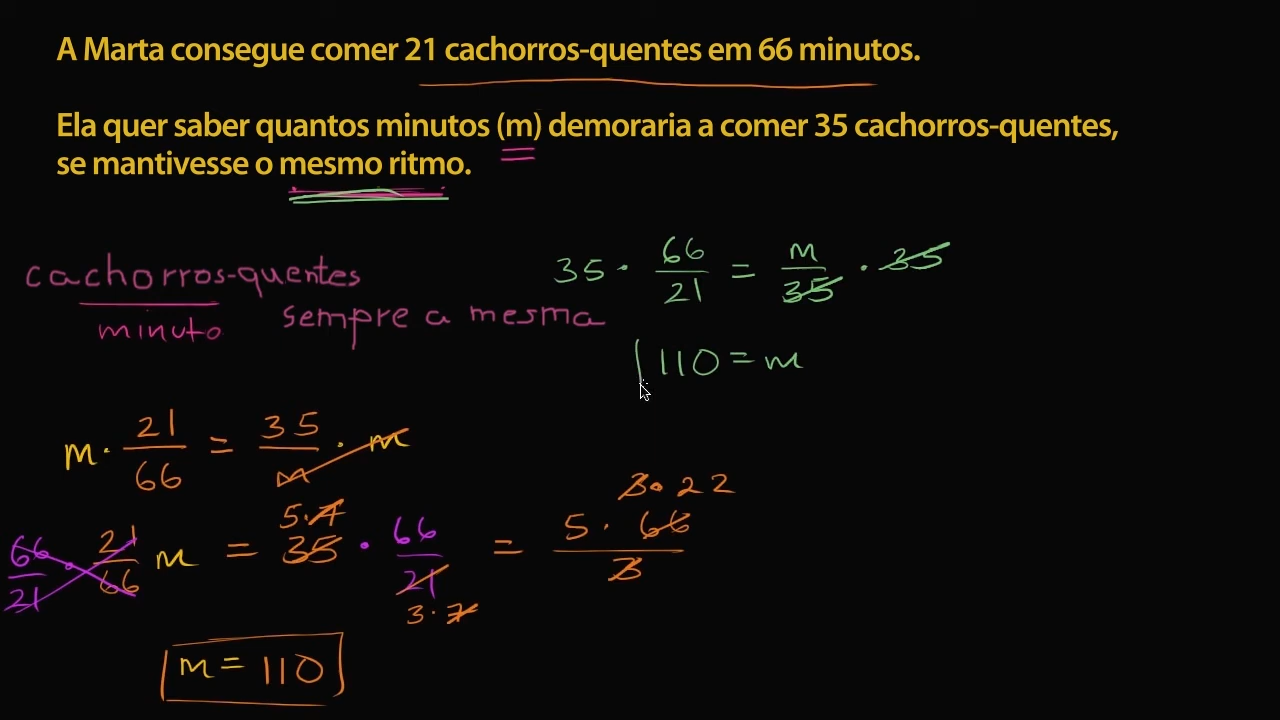 A Marta consegue comer 21 cachorros-quentes em 66 minutos.
Ela quer saber quantos minutos (m) demoraria a comer 35 cachorros-quentes,
se mantivesse o mesmo ritmo.
cachorros-quentes
minuto
sempre a mesma
35 · 66/21 = m/35 · 35
110 = m
m · 21/66 = 35/m · m
66/21 · 21/66 m = 35 · 66/21 = 5 · 66/3
5·7
3·7
3·22
m = 110